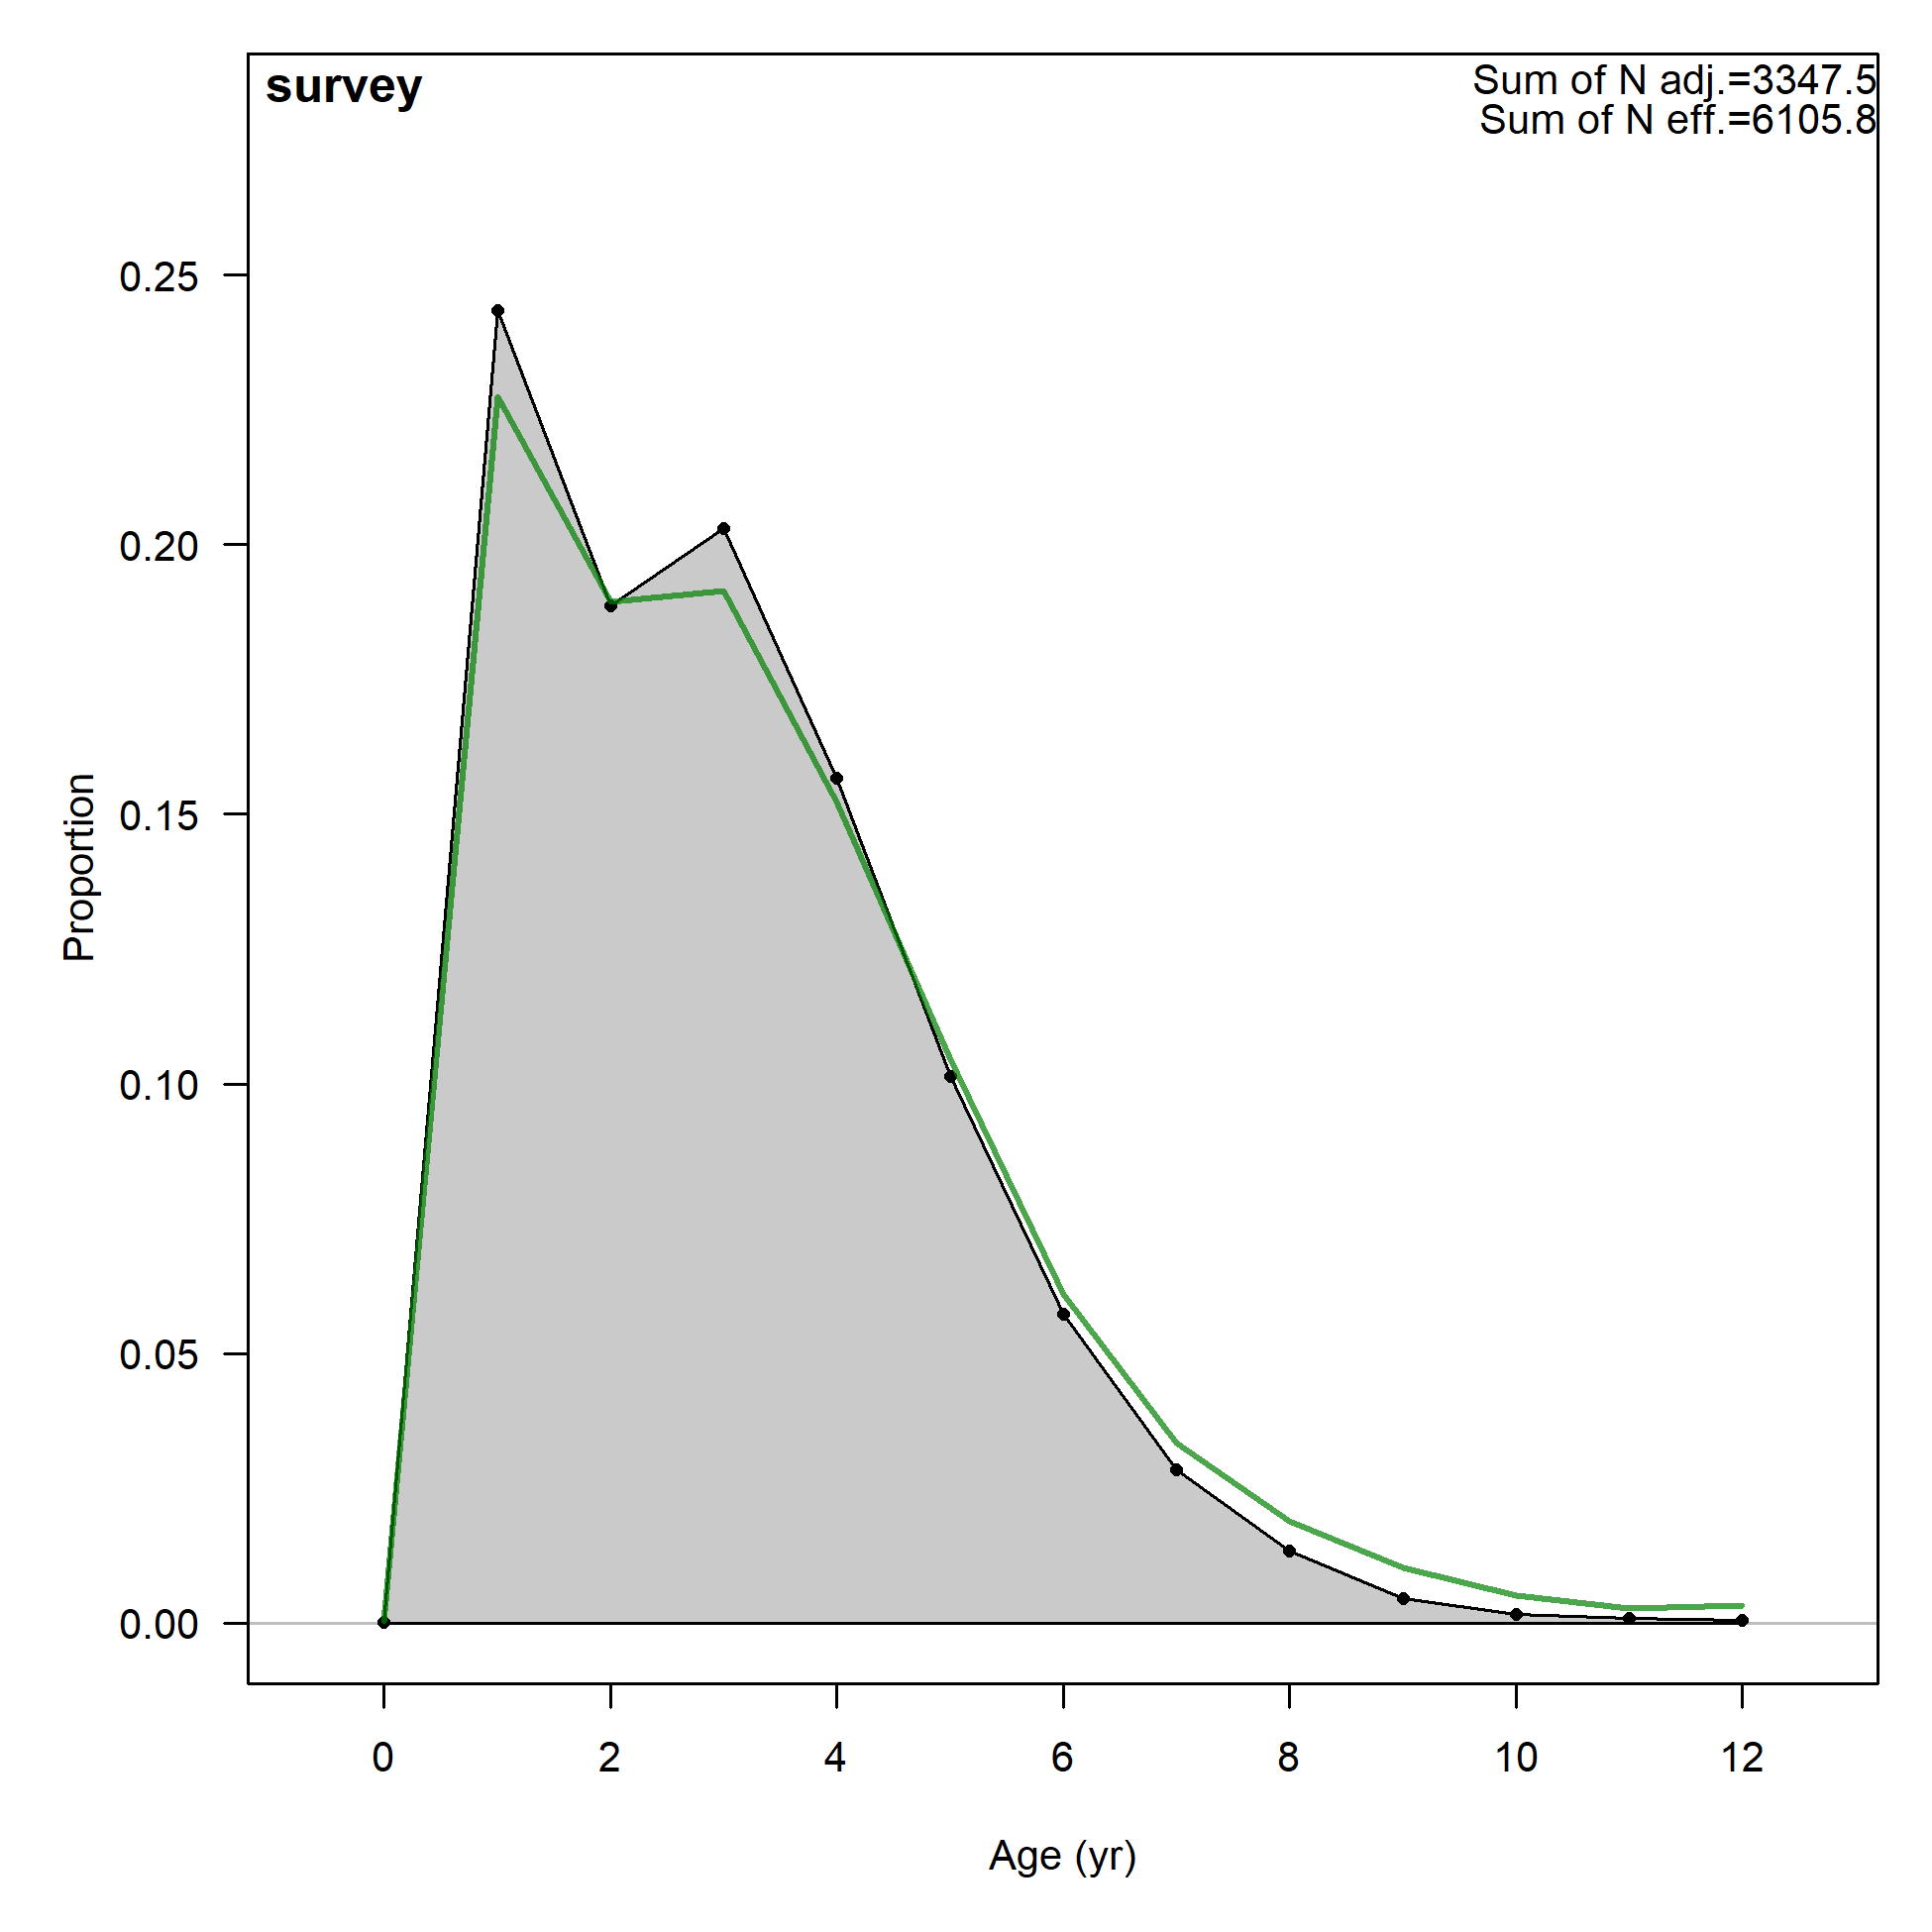 survey
Sum of N adj.=3347.5
Sum of N eff.=6105.8
Proportion
0.25
0.20
0.15
0.10
0.05
0.00
0 2 4 6 8 10 12
Age (yr)